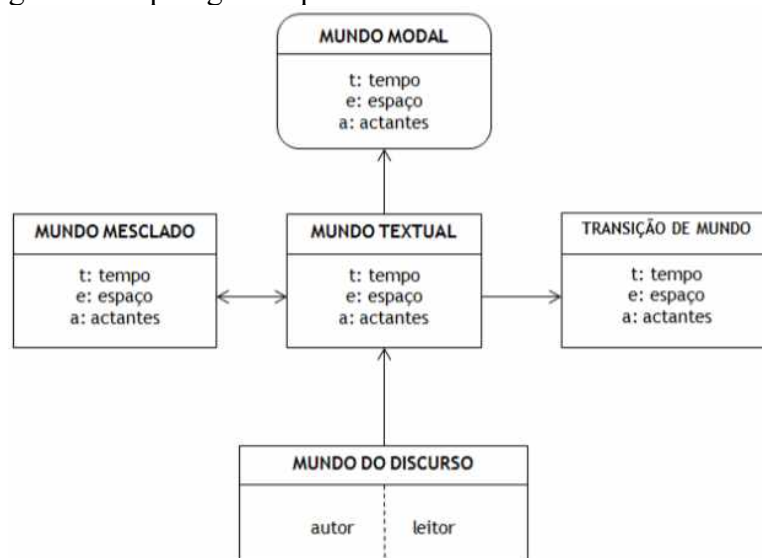 MUNDO MODAL
t: tempo
e: espaço
a: actantes
MUNDO MESCLADO
t: tempo
e: espaço
a: actantes
MUNDO TEXTUAL
t: tempo
e: espaço
a: actantes
TRANSIÇÃO DE MUNDO
t: tempo
e: espaço
a: actantes
MUNDO DO DISCURSO
autor
leitor